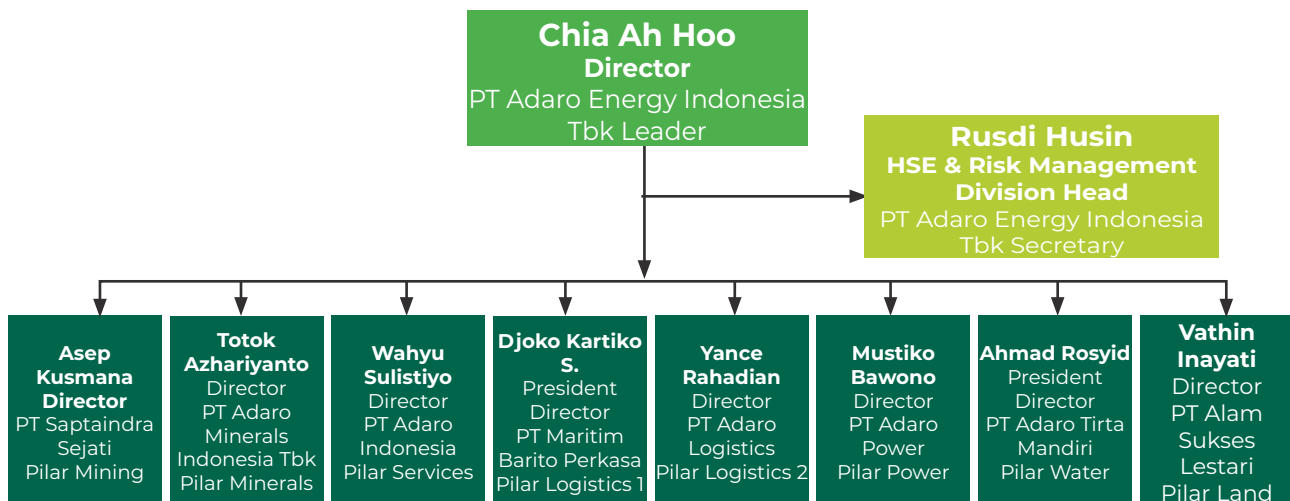 Chia Ah Hoo
Director
PT Adaro Energy Indonesia
Tbk Leader
Rusdi Husin
HSE & Risk Management
Division Head
PT Adaro Energy Indonesia
Tbk Secretary
Asep
Kusmana
Director
PT Saptaindra
Sejati
Pilar Mining
Totok
Azhariyanto
Director
PT Adaro
Minerals
Indonesia Tbk
Pilar Minerals
Wahyu
Sulistiyo
Director
PT Adaro
Indonesia
Pilar Services
Djoko Kartiko
S.
President
Director
PT Maritim
Barito Perkasa
Pilar Logistics 1
Yance
Rahadian
Director
PT Adaro
Logistics
Pilar Logistics 2
Mustiko
Bawono
Director
PT Adaro
Power
Pilar Power
Ahmad Rosyid
President
Director
PT Adaro Tirta
Mandiri
Pilar Water
Vathin
Inayati
Director
PT Alam
Sukses
Lestari
Pilar Land